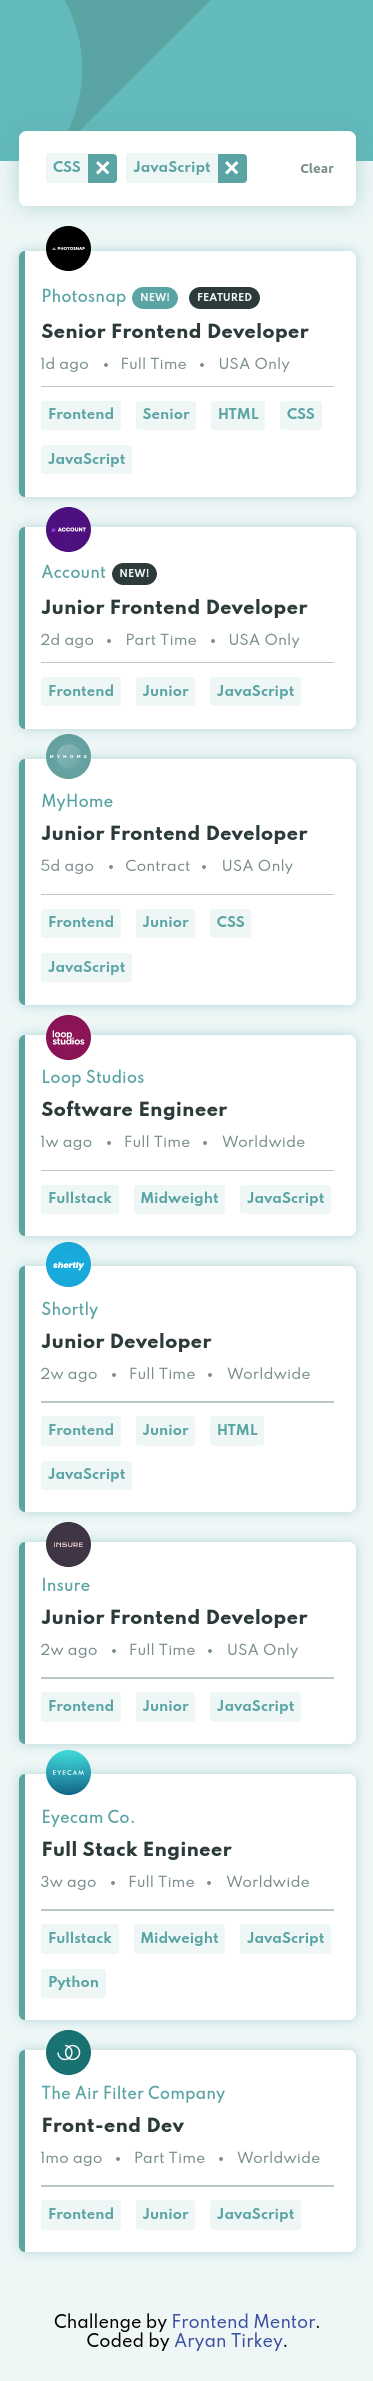 CSS JavaScript Clear
PHOTOSNAP
Photosnap NEW! FEATURED
Senior Frontend Developer
1d ago • Full Time • USA Only
Frontend Senior HTML CSS
JavaScript
ACCOUNT
Account NEW!
Junior Frontend Developer
2d ago • Part Time • USA Only
Frontend Junior JavaScript
MYHOME
MyHome
Junior Frontend Developer
5d ago • Contract • USA Only
Frontend Junior CSS
JavaScript
loop
studios
Loop Studios
Software Engineer
1w ago • Full Time • Worldwide
Fullstack Midweight JavaScript
shortly
Shortly
Junior Developer
2w ago • Full Time • Worldwide
Frontend Junior HTML
JavaScript
INSURE
Insure
Junior Frontend Developer
2w ago • Full Time • USA Only
Frontend Junior JavaScript
EYECAM
Eyecam Co.
Full Stack Engineer
3w ago • Full Time • Worldwide
Fullstack Midweight JavaScript
Python
The Air Filter Company
Front-end Dev
1mo ago • Part Time • Worldwide
Frontend Junior JavaScript
Challenge by Frontend Mentor.
Coded by Aryan Tirkey.